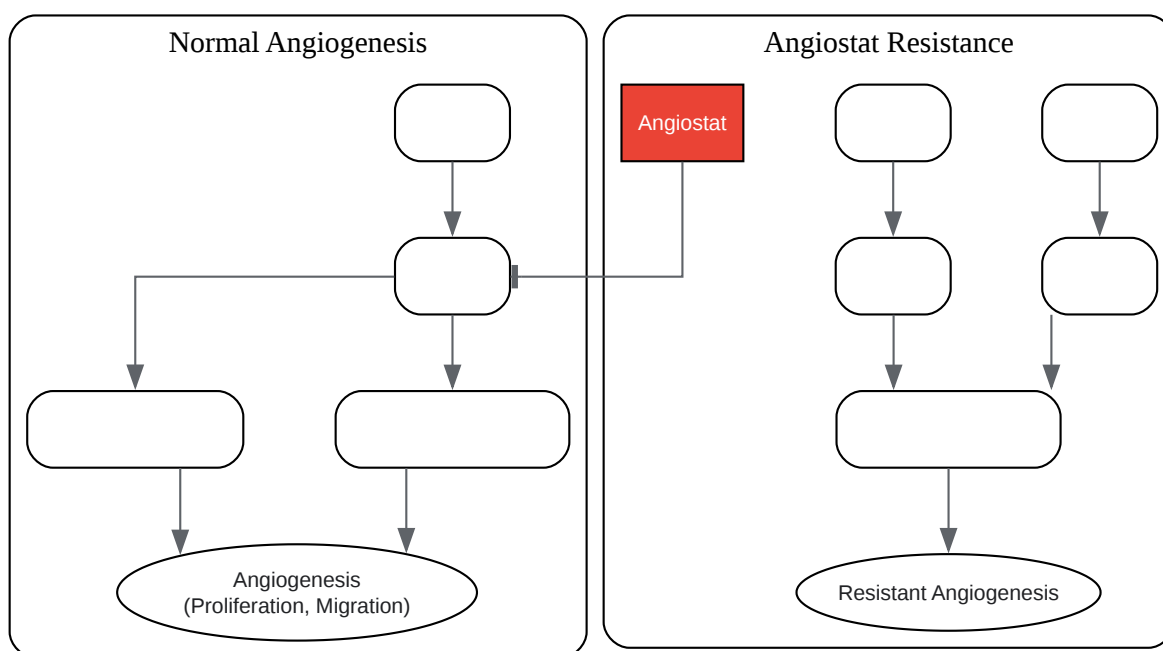 Normal Angiogenesis
Angiostat Resistance
Angiostat
Angiogenesis
(Proliferation, Migration)
Resistant Angiogenesis